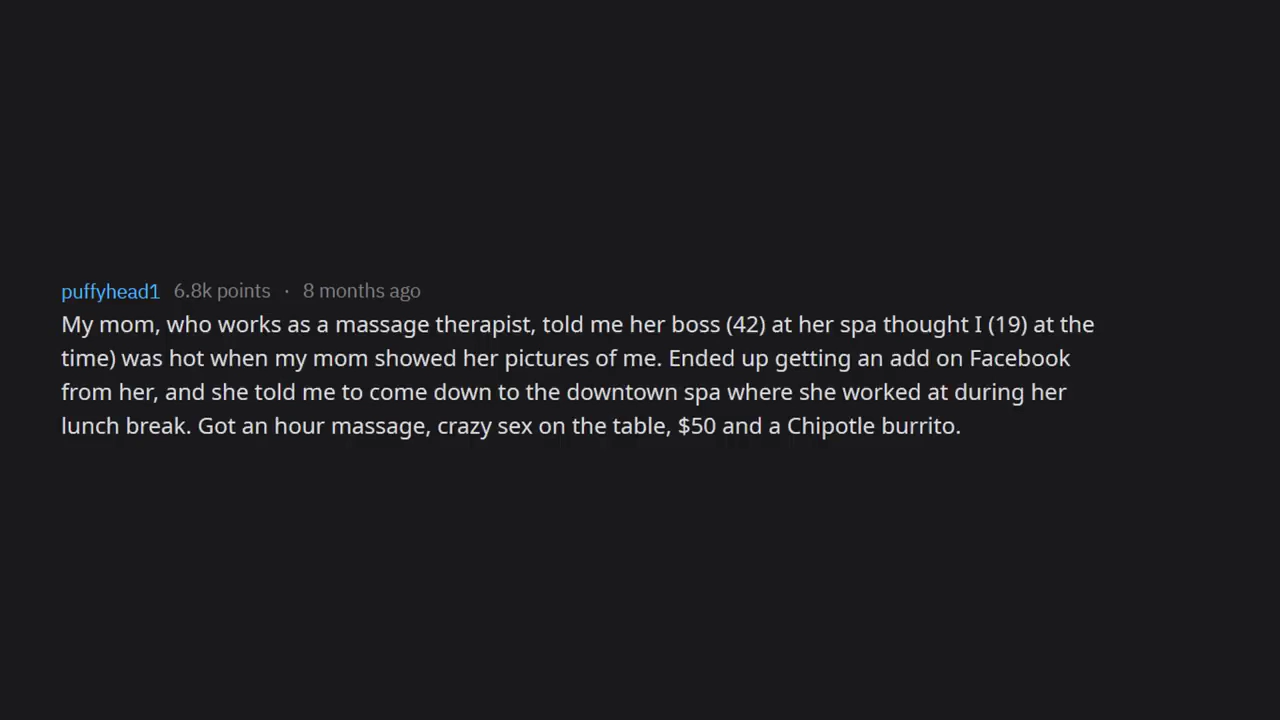 puffyhead1 6.8k points · 8 months ago
My mom, who works as a massage therapist, told me her boss (42) at her spa thought I (19) at the
time) was hot when my mom showed her pictures of me. Ended up getting an add on Facebook
from her, and she told me to come down to the downtown spa where she worked at during her
lunch break. Got an hour massage, crazy sex on the table, $50 and a Chipotle burrito.